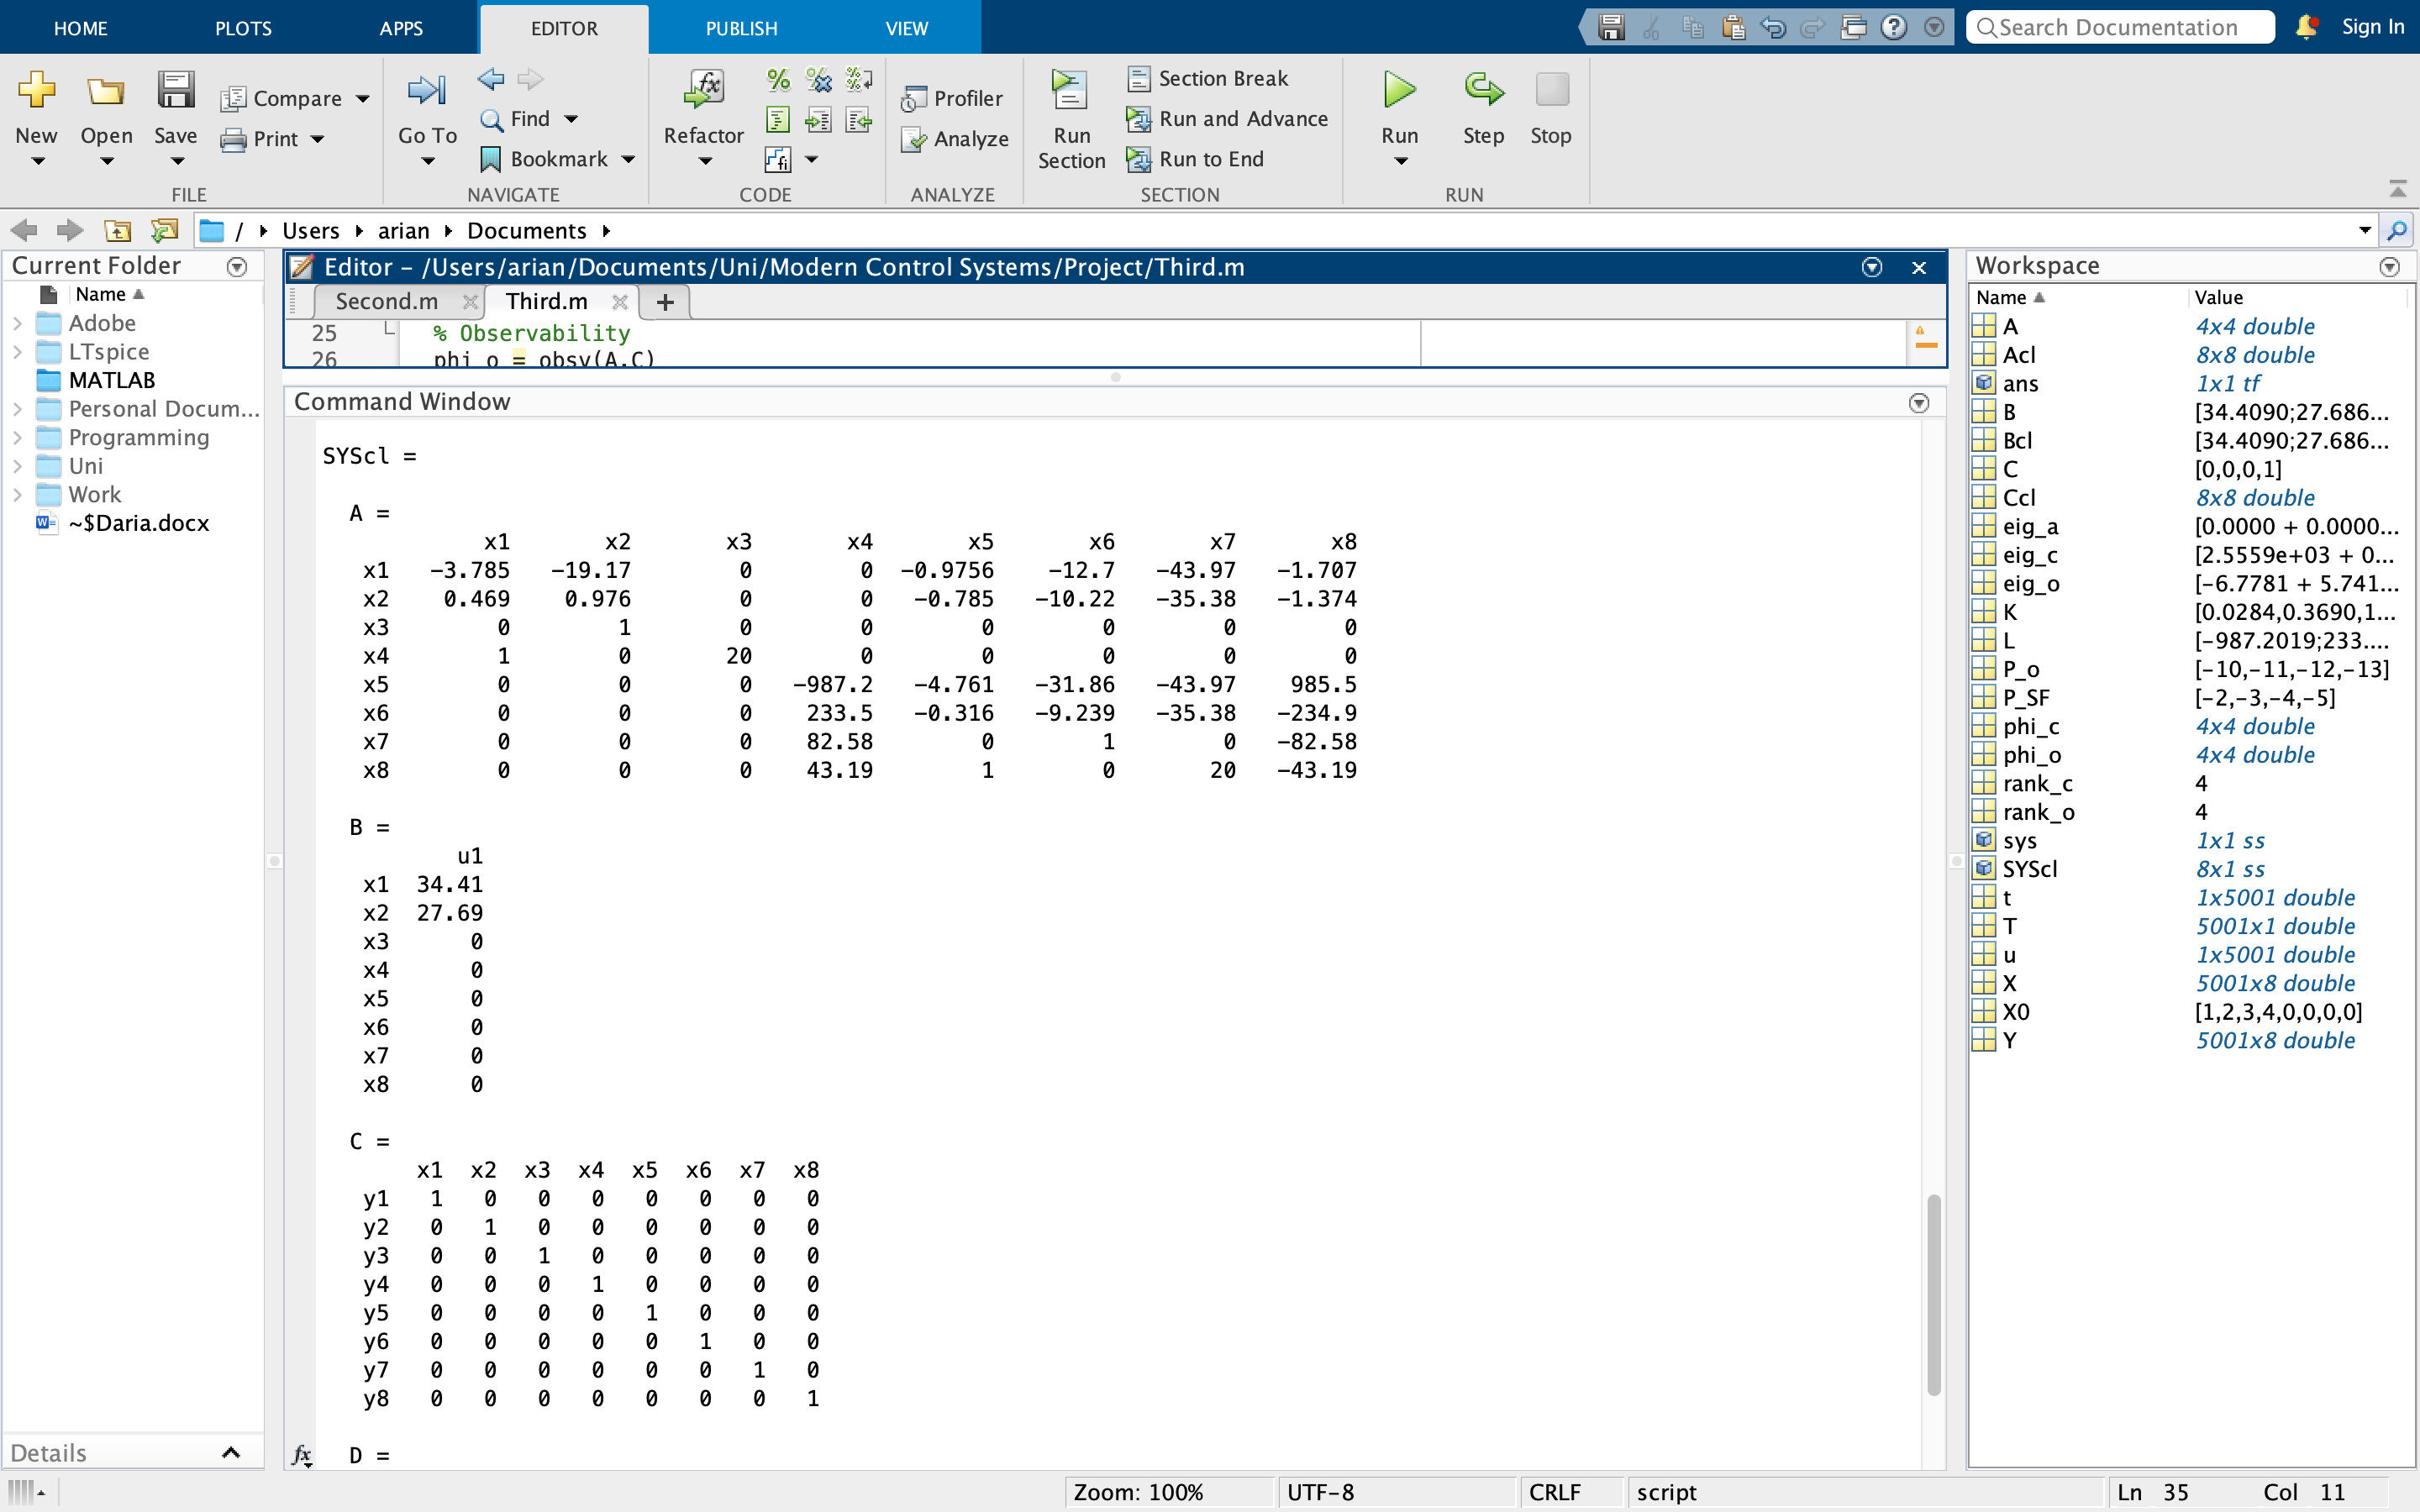 HOME PLOTS APPS EDITOR PUBLISH VIEW Search Documentation Sign In
New Open Save Compare Print
FILE
Go To Find Bookmark
NAVIGATE
Refactor
CODE
Profiler Analyze
ANALYZE
Run Section Section Break Run and Advance Run to End
SECTION
Run Step Stop
RUN
/ Users arian Documents
Current Folder
Name
Adobe
LTspice
MATLAB
Personal Docum...
Programming
Uni
Work
~$Daria.docx
Details
Editor - /Users/arian/Documents/Uni/Modern Control Systems/Project/Third.m
Second.m Third.m
25 % Observability
26 phi_o = obsv(A,C)
Command Window
SYScl =
A =
x1 x2 x3 x4 x5 x6 x7 x8
x1 -3.785 -19.17 0 0 -0.9756 -12.7 -43.97 -1.707
x2 0.469 0.976 0 0 -0.785 -10.22 -35.38 -1.374
x3 0 1 0 0 0 0 0 0
x4 1 0 20 0 0 0 0 0
x5 0 0 0 -987.2 -4.761 -31.86 -43.97 985.5
x6 0 0 0 233.5 -0.316 -9.239 -35.38 -234.9
x7 0 0 0 82.58 0 1 0 -82.58
x8 0 0 0 43.19 1 0 20 -43.19
B =
u1
x1 34.41
x2 27.69
x3 0
x4 0
x5 0
x6 0
x7 0
x8 0
C =
x1 x2 x3 x4 x5 x6 x7 x8
y1 1 0 0 0 0 0 0 0
y2 0 1 0 0 0 0 0 0
y3 0 0 1 0 0 0 0 0
y4 0 0 0 1 0 0 0 0
y5 0 0 0 0 1 0 0 0
y6 0 0 0 0 0 1 0 0
y7 0 0 0 0 0 0 1 0
y8 0 0 0 0 0 0 0 1
fx D =
Workspace
Name Value
A 4x4 double
Acl 8x8 double
ans 1x1 tf
B [34.4090;27.686...
Bcl [34.4090;27.686...
C [0,0,0,1]
Ccl 8x8 double
eig_a [0.0000 + 0.0000...
eig_c [2.5559e+03 + 0...
eig_o [-6.7781 + 5.741...
K [0.0284,0.3690,1...
L [-987.2019;233....
P_o [-10,-11,-12,-13]
P_SF [-2,-3,-4,-5]
phi_c 4x4 double
phi_o 4x4 double
rank_c 4
rank_o 4
sys 1x1 ss
SYScl 8x1 ss
t 1x5001 double
T 5001x1 double
u 1x5001 double
X 5001x8 double
X0 [1,2,3,4,0,0,0,0]
Y 5001x8 double
Zoom: 100% UTF-8 CRLF script Ln 35 Col 11